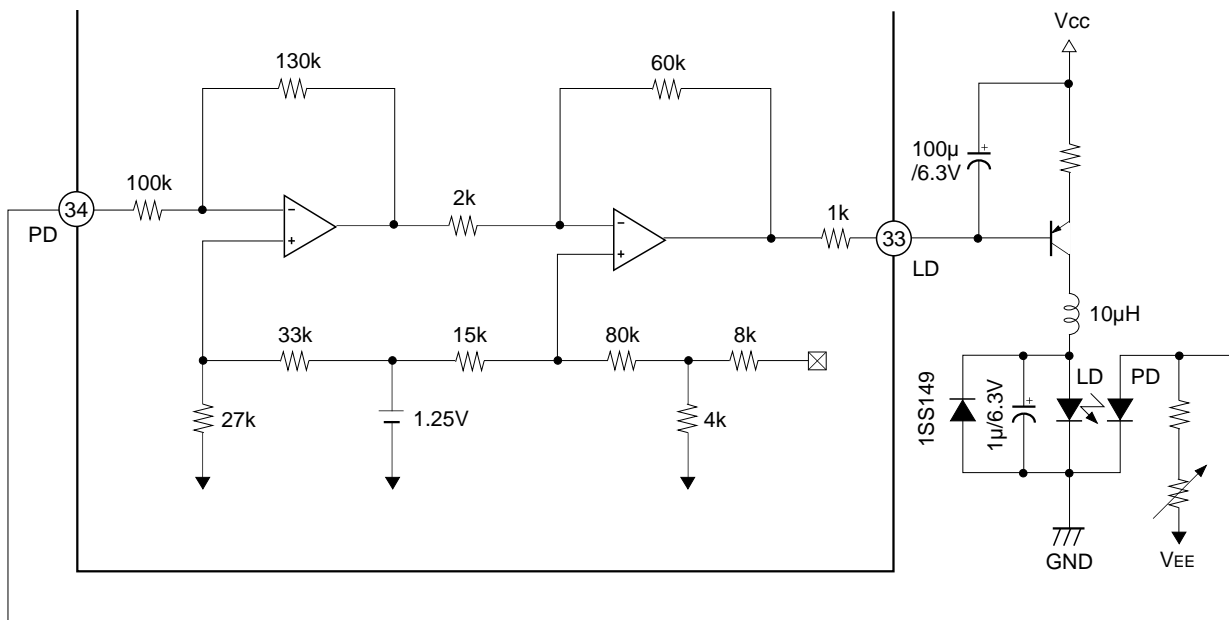 Vcc
130k
60k
100µ
/6.3V
100k
34
PD
2k
1k
33
LD
10µH
33k
15k
80k
8k
27k
1.25V
4k
1SS149
1µ/6.3V
LD
PD
GND
VEE